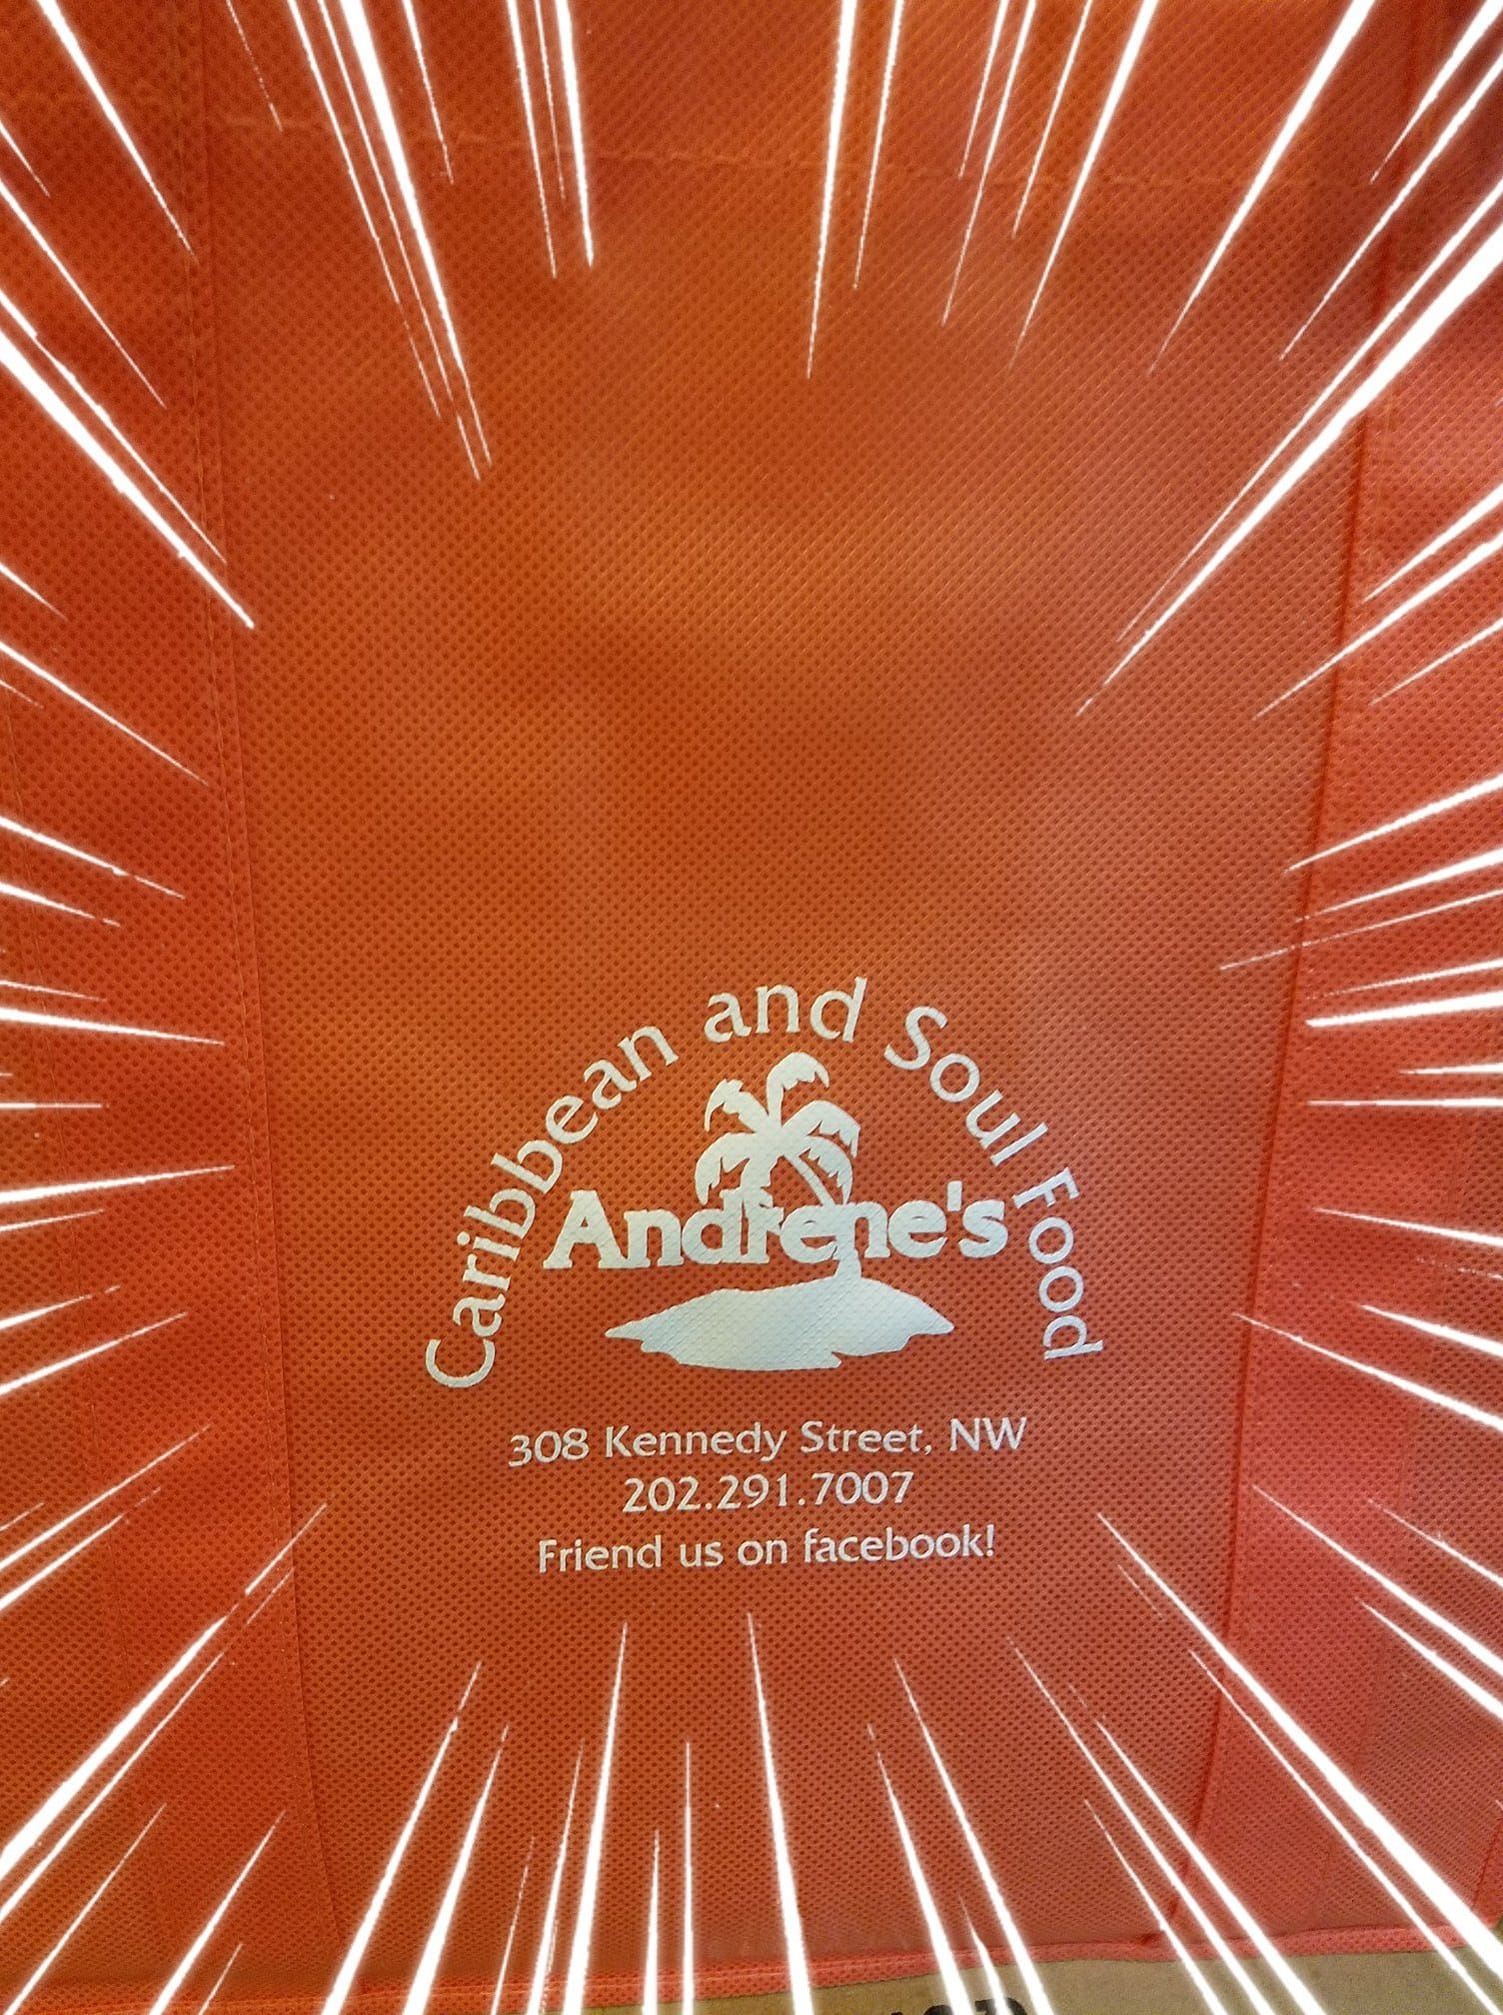 Caribbean and Soul Food
Andrene's
308 Kennedy Street, NW
202.291.7007
Friend us on facebook!